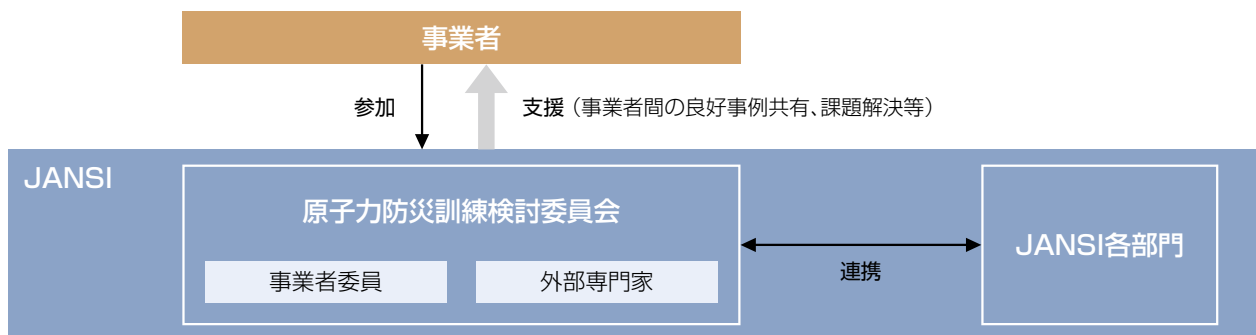 事業者
参加
支援（事業者間の良好事例共有、課題解決等）
JANSI
原子力防災訓練検討委員会
事業者委員
外部専門家
連携
JANSI各部門